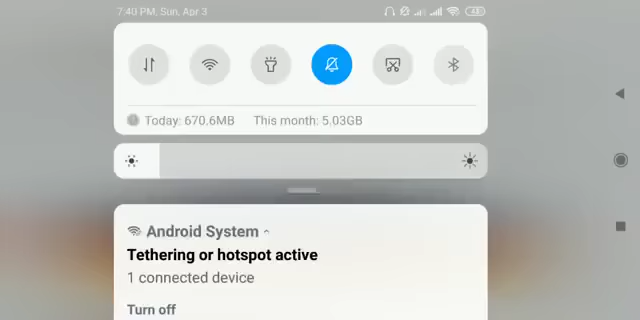 7:40 PM, Sun, Apr 3
Today: 670.6MB This month: 5.03GB
Android System
Tethering or hotspot active
1 connected device
Turn off